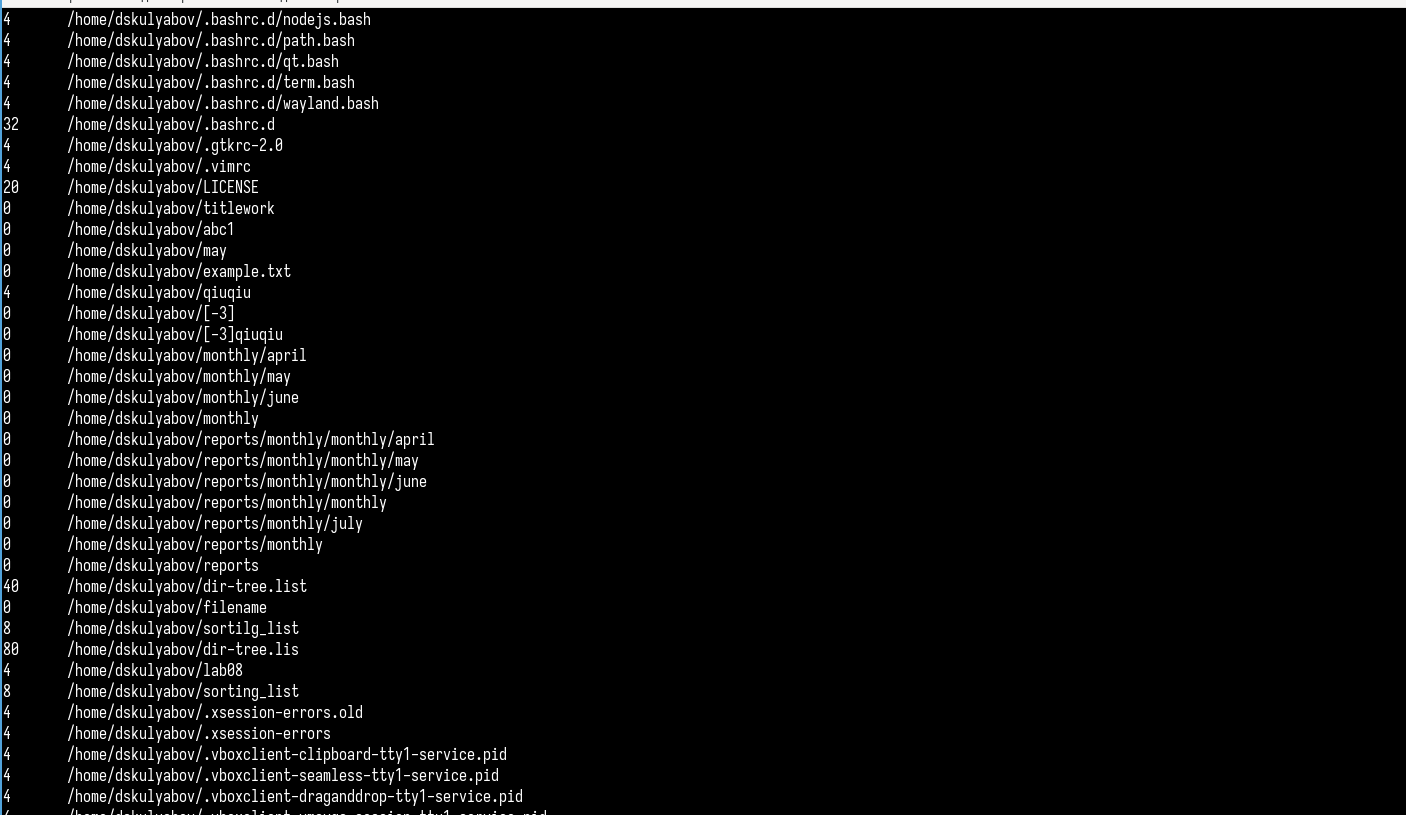 4 /home/dskulyabov/.bashrc.d/nodejs.bash
4 /home/dskulyabov/.bashrc.d/path.bash
4 /home/dskulyabov/.bashrc.d/qt.bash
4 /home/dskulyabov/.bashrc.d/term.bash
4 /home/dskulyabov/.bashrc.d/wayland.bash
32 /home/dskulyabov/.bashrc.d
4 /home/dskulyabov/.gtkrc-2.0
4 /home/dskulyabov/.vimrc
20 /home/dskulyabov/LICENSE
0 /home/dskulyabov/titlework
0 /home/dskulyabov/abc1
0 /home/dskulyabov/may
0 /home/dskulyabov/example.txt
4 /home/dskulyabov/qiuqiu
0 /home/dskulyabov/[-3]
0 /home/dskulyabov/[-3]qiuqiu
0 /home/dskulyabov/monthly/april
0 /home/dskulyabov/monthly/may
0 /home/dskulyabov/monthly/june
0 /home/dskulyabov/monthly
0 /home/dskulyabov/reports/monthly/monthly/april
0 /home/dskulyabov/reports/monthly/monthly/may
0 /home/dskulyabov/reports/monthly/monthly/june
0 /home/dskulyabov/reports/monthly/monthly
0 /home/dskulyabov/reports/monthly/july
0 /home/dskulyabov/reports/monthly
0 /home/dskulyabov/reports
40 /home/dskulyabov/dir-tree.list
0 /home/dskulyabov/filename
8 /home/dskulyabov/sortilg_list
80 /home/dskulyabov/dir-tree.lis
4 /home/dskulyabov/lab08
8 /home/dskulyabov/sorting_list
4 /home/dskulyabov/.xsession-errors.old
4 /home/dskulyabov/.xsession-errors
4 /home/dskulyabov/.vboxclient-clipboard-tty1-service.pid
4 /home/dskulyabov/.vboxclient-seamless-tty1-service.pid
4 /home/dskulyabov/.vboxclient-draganddrop-tty1-service.pid